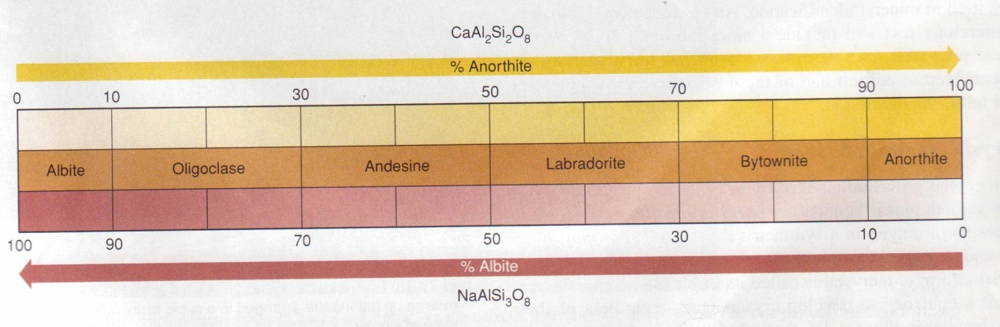 CaAl₂Si₂O₈
% Anorthite
0 10 30 50 70 90 100
Albite Oligoclase Andesine Labradorite Bytownite Anorthite
100 90 70 50 30 10 0
% Albite
NaAlSi₃O₈